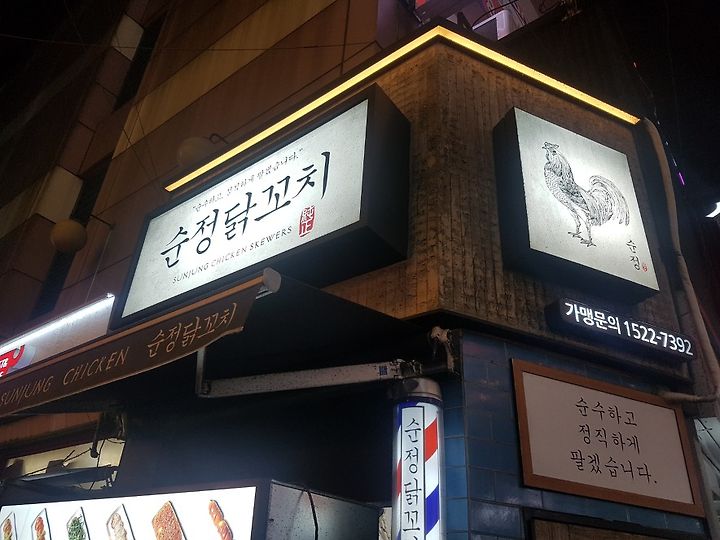 "순수하고, 정직하게 팔겠습니다."
순정닭꼬치
純正
SUNJUNG CHICKEN SKEWERS
순정
가맹문의 1522-7392
SUNJUNG CHICKEN 순정닭꼬치
순수하고
정직하게
팔겠습니다.
순정닭꼬